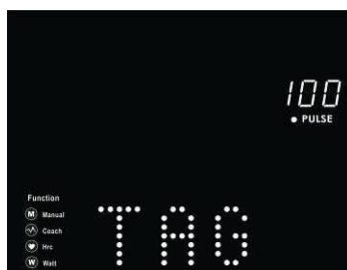 100
PULSE
Function
M Manual
Coach
Hrc
W Watt
TAG